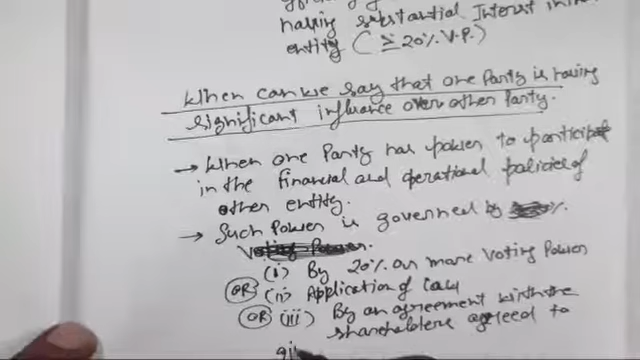 having substantial Interest in the
entity (≥20% V.P.)
When can we say that one Party is having
significant influence over other Party.
→ When one Party has power to participate
in the financial and operational policies of
other entity.
→ Such Power is governed by %.
(i) By 20% or more Voting Power
OR (ii) Application of Law
OR (iii) By an agreement with the
shareholders agreed to